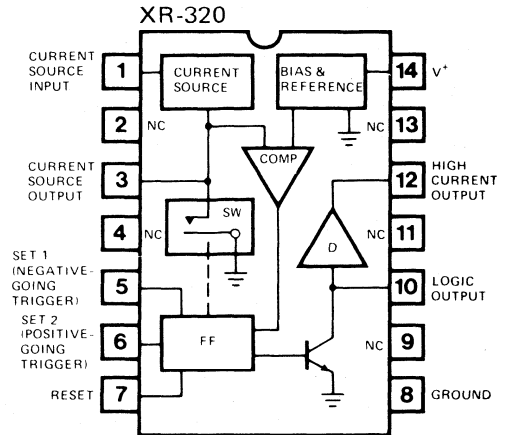 XR-320
CURRENT
SOURCE
INPUT
1
CURRENT
SOURCE
BIAS &
REFERENCE
14
V+
2
NC
NC
13
COMP
CURRENT
SOURCE
OUTPUT
3
12
HIGH
CURRENT
OUTPUT
SW
4
NC
NC
11
D
SET 1
(NEGATIVE-
GOING
TRIGGER)
5
10
LOGIC
OUTPUT
SET 2
(POSITIVE-
GOING
TRIGGER)
6
FF
NC
9
RESET
7
8
GROUND